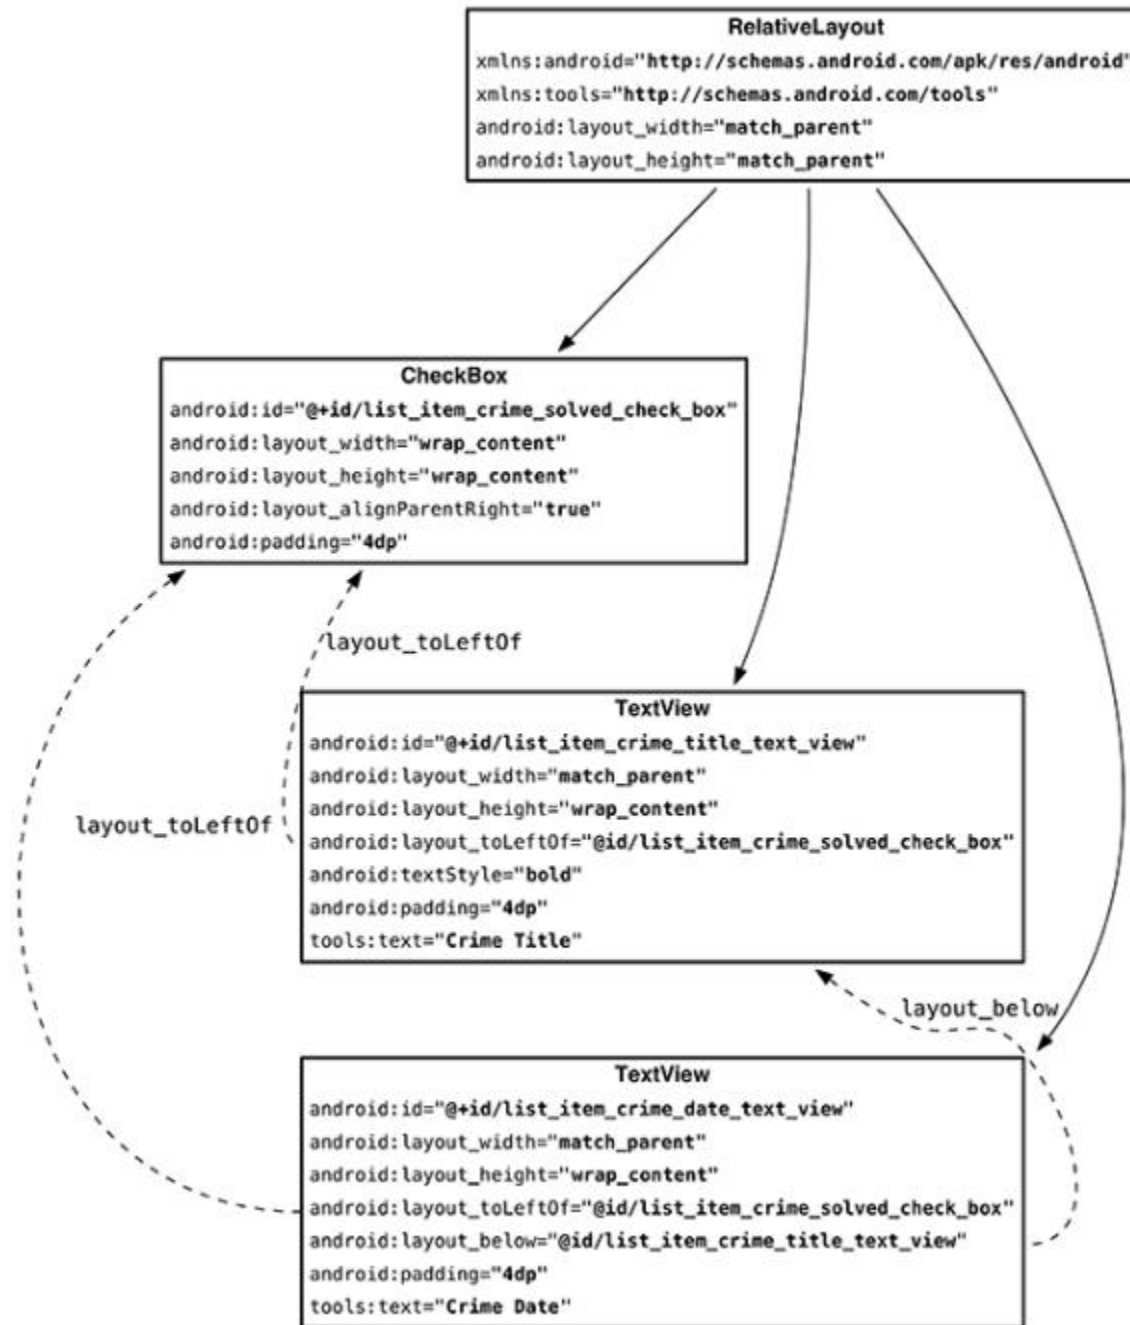 RelativeLayout
xmlns:android="http://schemas.android.com/apk/res/android"
xmlns:tools="http://schemas.android.com/tools"
android:layout_width="match_parent"
android:layout_height="match_parent"
CheckBox
android:id="@+id/list_item_crime_solved_check_box"
android:layout_width="wrap_content"
android:layout_height="wrap_content"
android:layout_alignParentRight="true"
android:padding="4dp"
layout_toLeftOf
TextView
android:id="@+id/list_item_crime_title_text_view"
android:layout_width="match_parent"
android:layout_height="wrap_content"
layout_toLeftOf
android:layout_toLeftOf="@id/list_item_crime_solved_check_box"
android:textStyle="bold"
android:padding="4dp"
tools:text="Crime Title"
layout_below
TextView
android:id="@+id/list_item_crime_date_text_view"
android:layout_width="match_parent"
android:layout_height="wrap_content"
android:layout_toLeftOf="@id/list_item_crime_solved_check_box"
android:layout_below="@id/list_item_crime_title_text_view"
android:padding="4dp"
tools:text="Crime Date"